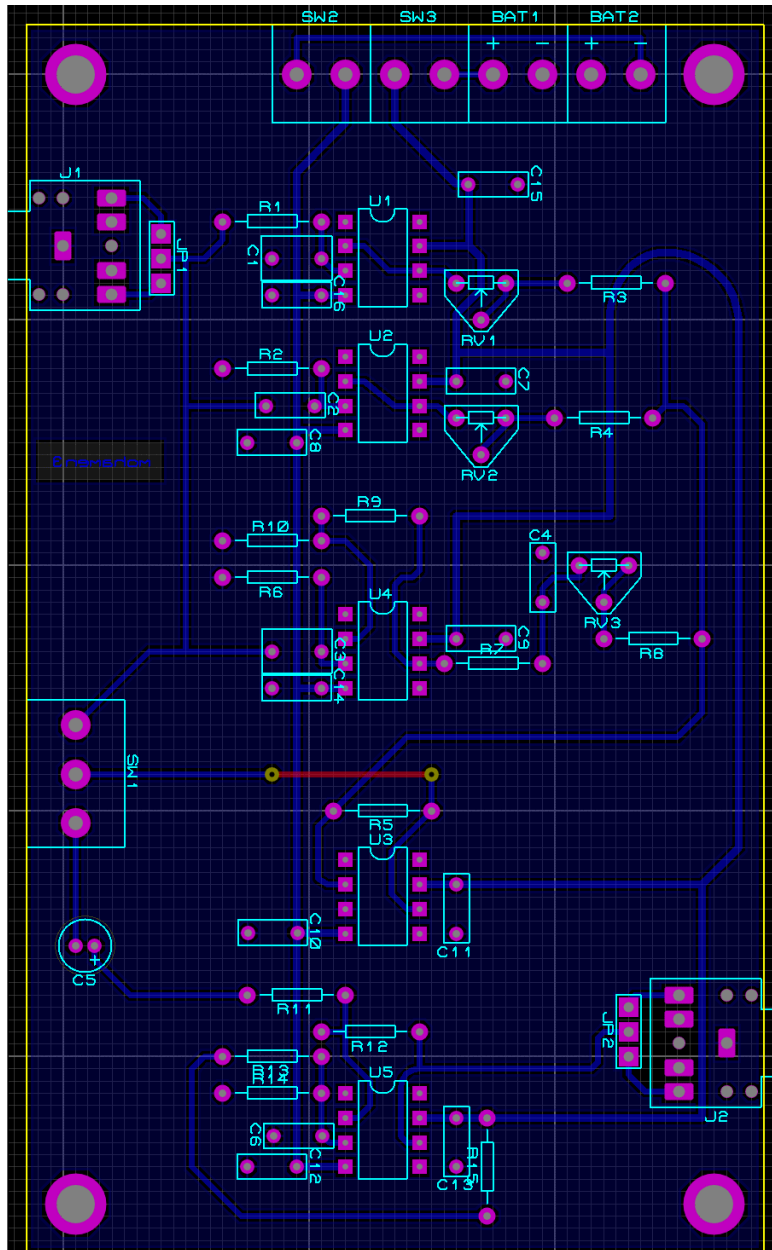 SW2 SW3 BAT1 BAT2
+ - + -
J1
C15
R1 U1
JP1
C1
C16
R3
RV1
U2
R2
C7
C2
R4
C8
RV2
R9
R10
C4
R6 U4
RV3
C3 C9 R7
R8
C14
SW1
R5
U3
C10
C11
+
C5
R11
JP2
R12
R13
R14 U5
J2
C6
R15
C12
C13